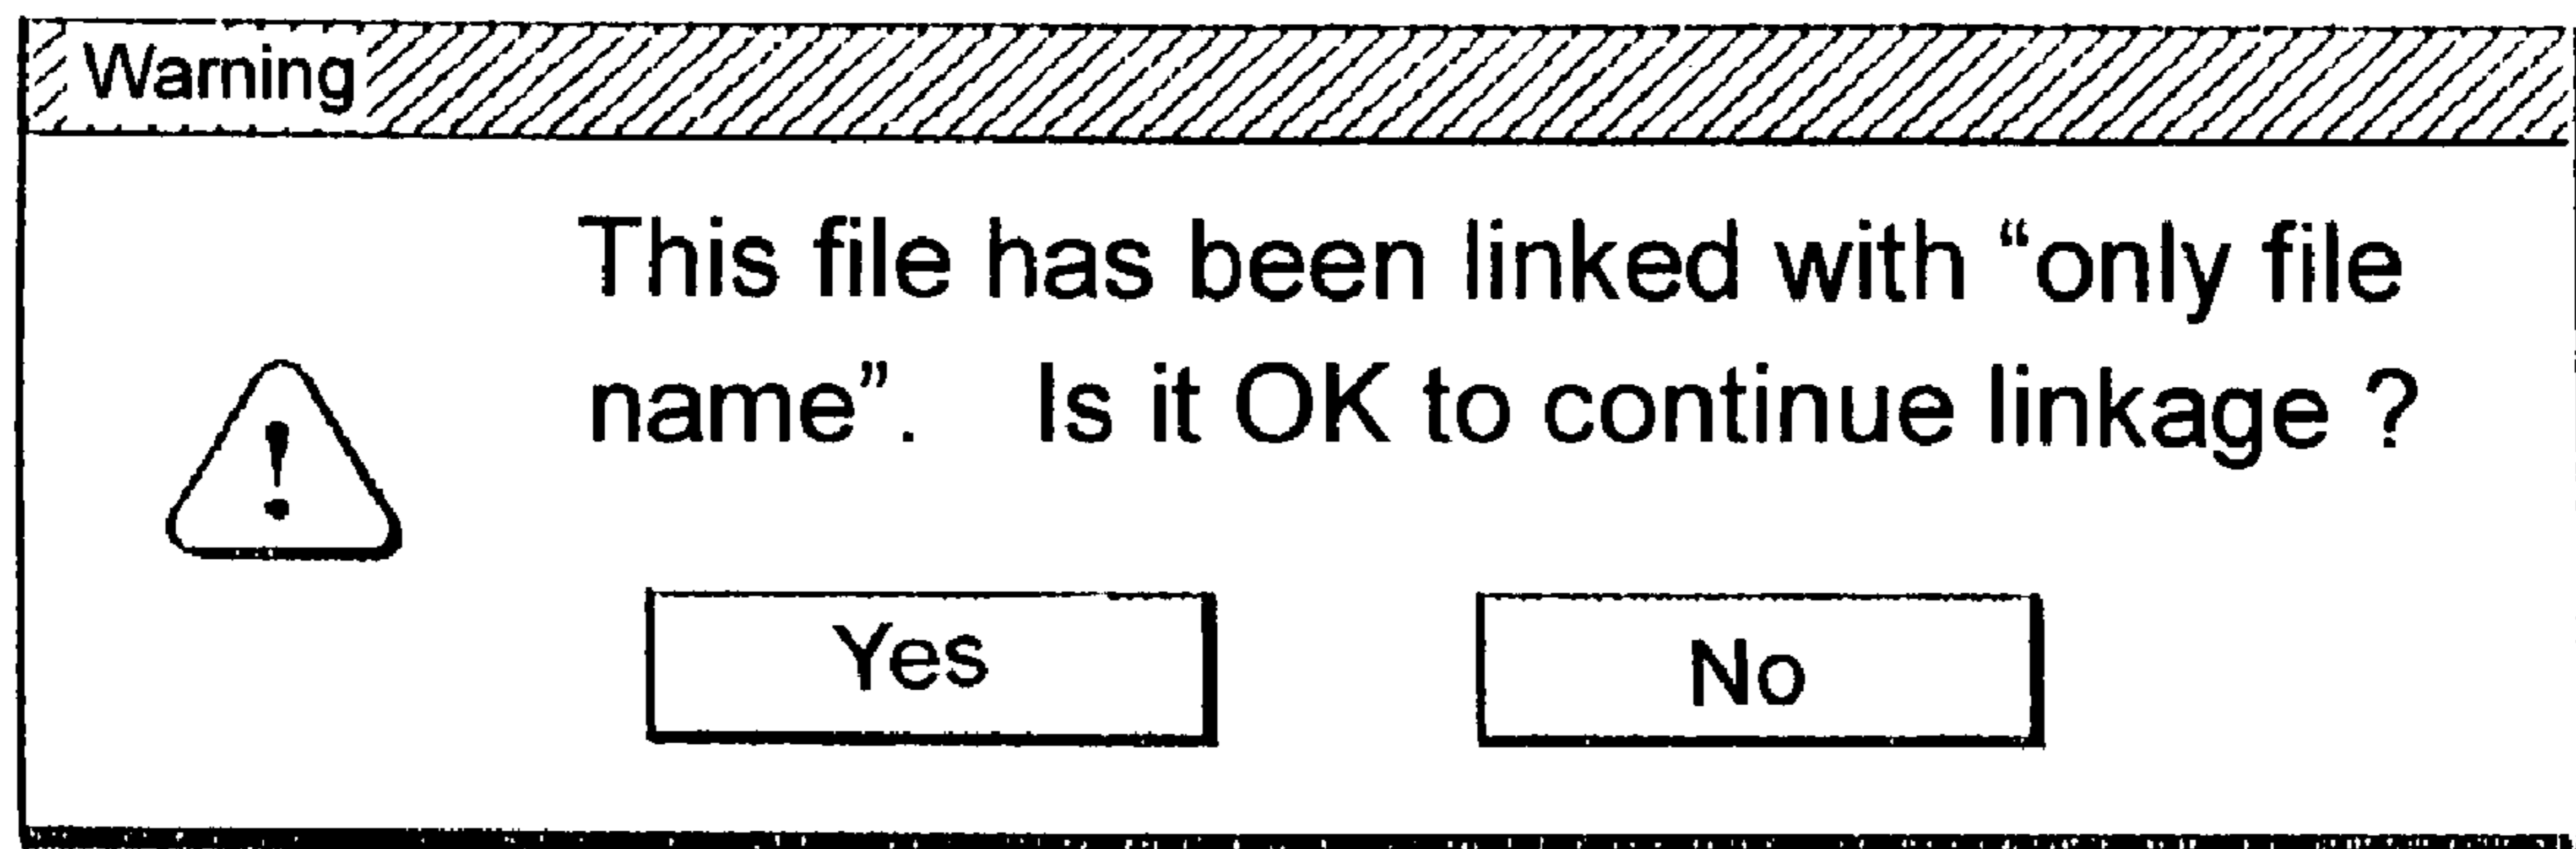 Warning
This file has been linked with “only file
name”. Is it OK to continue linkage ?
!
Yes
No